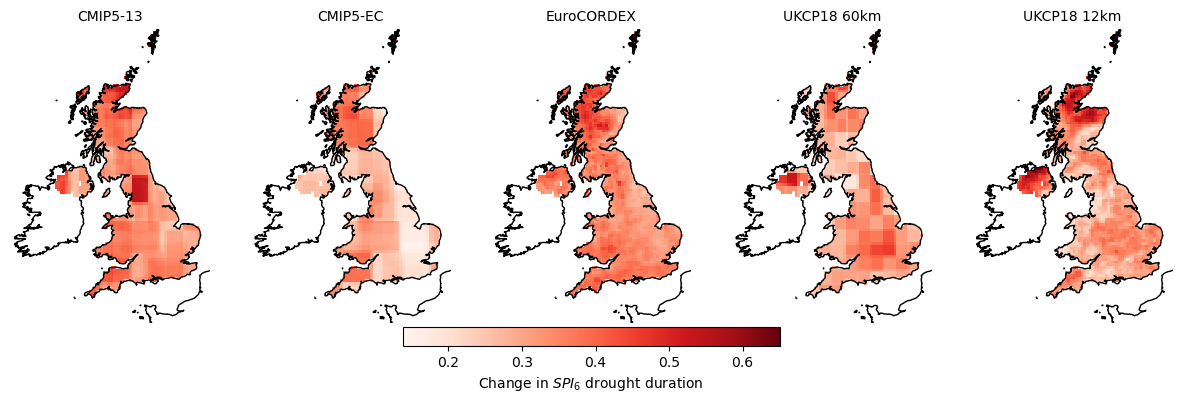 CMIP5-13 CMIP5-EC EuroCORDEX UKCP18 60km UKCP18 12km
0.2 0.3 0.4 0.5 0.6
Change in SPI₆ drought duration